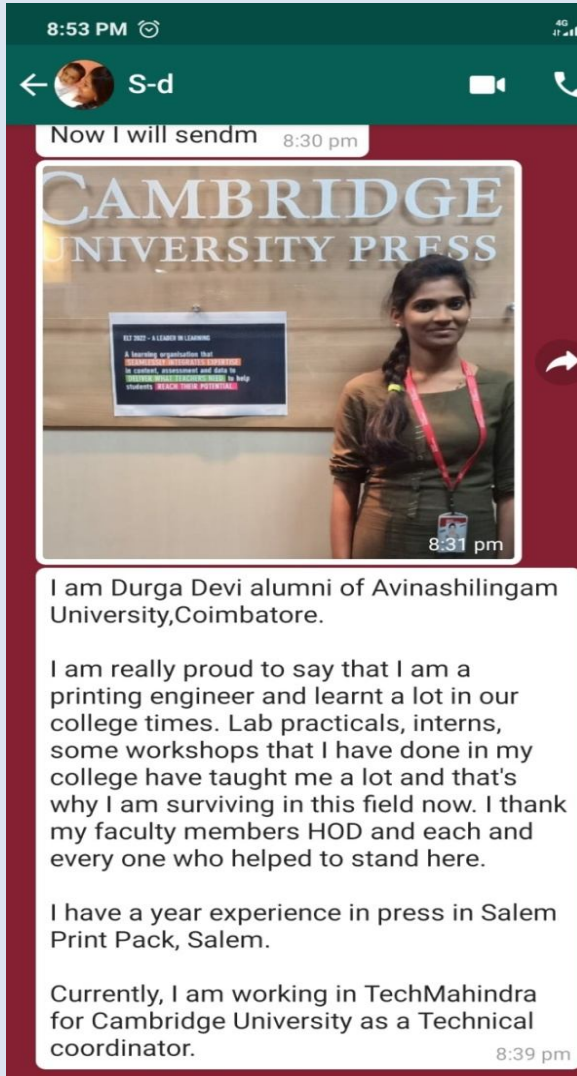 8:53 PM
4G
S-d
Now I will sendm 8:30 pm
CAMBRIDGE
UNIVERSITY PRESS
ELT 2022 - A LEADER IN LEARNING
A learning organisation that
SEAMLESSLY INTEGRATES EXPERTISE
in content, assessment and data to
DELIVER WHAT TEACHERS NEED to help
students REACH THEIR POTENTIAL
8:31 pm
I am Durga Devi alumni of Avinashilingam
University,Coimbatore.
I am really proud to say that I am a
printing engineer and learnt a lot in our
college times. Lab practicals, interns,
some workshops that I have done in my
college have taught me a lot and that's
why I am surviving in this field now. I thank
my faculty members HOD and each and
every one who helped to stand here.
I have a year experience in press in Salem
Print Pack, Salem.
Currently, I am working in TechMahindra
for Cambridge University as a Technical
coordinator. 8:39 pm